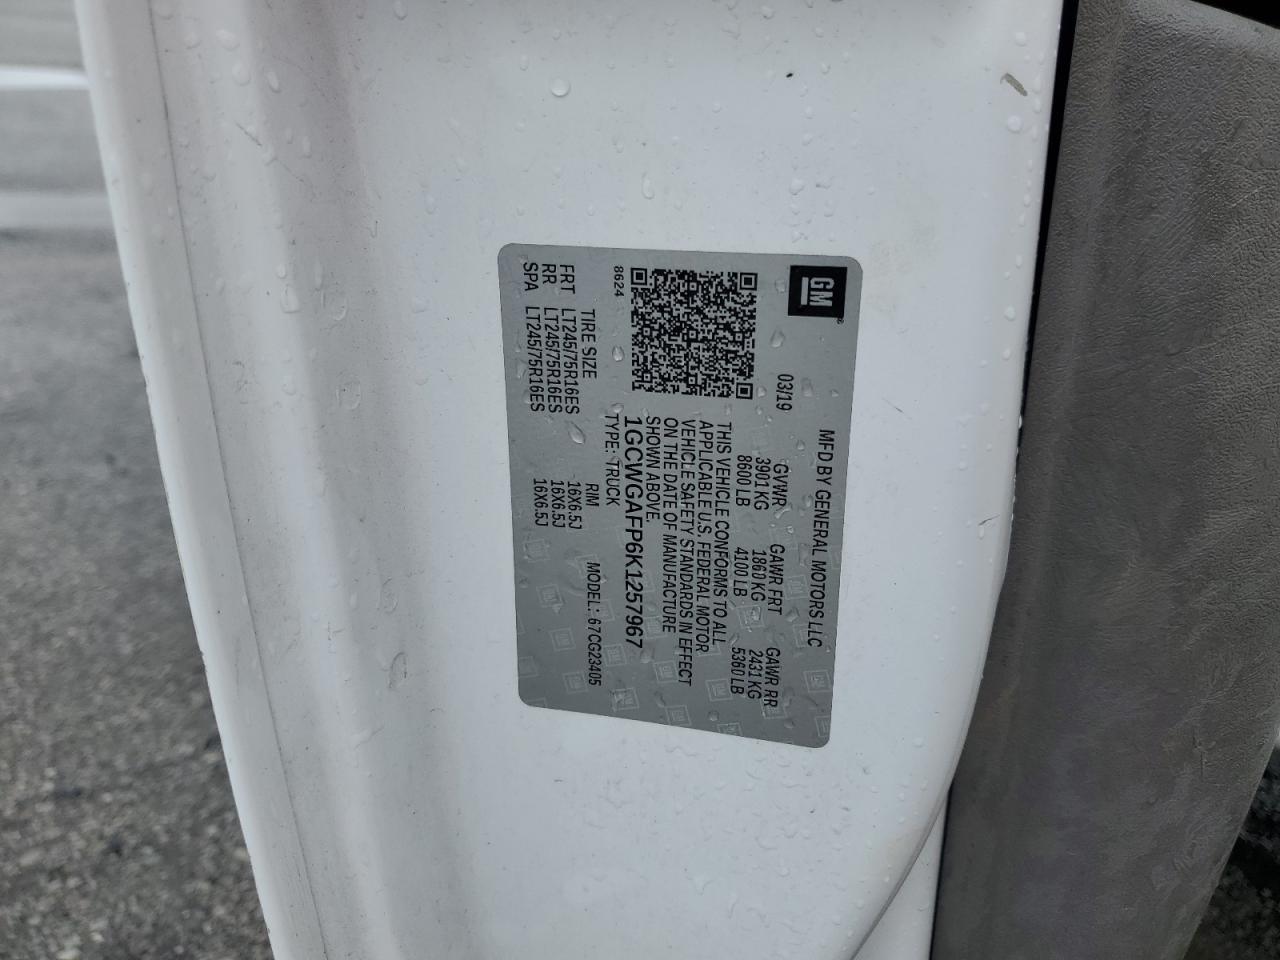 GM
MFD BY GENERAL MOTORS LLC
03/19
GVWR GAWR FRT GAWR RR
3901 KG 1860 KG 2431 KG
8600 LB 4100 LB 5360 LB
THIS VEHICLE CONFORMS TO ALL
APPLICABLE U.S. FEDERAL MOTOR
VEHICLE SAFETY STANDARDS IN EFFECT
ON THE DATE OF MANUFACTURE
SHOWN ABOVE.
8624
1GCWGAFP6K1257967
TYPE: TRUCK MODEL: 67CG23405
TIRE SIZE RIM
FRT LT245/75R16ES 16X6.5J
RR LT245/75R16ES 16X6.5J
SPA LT245/75R16ES 16X6.5J